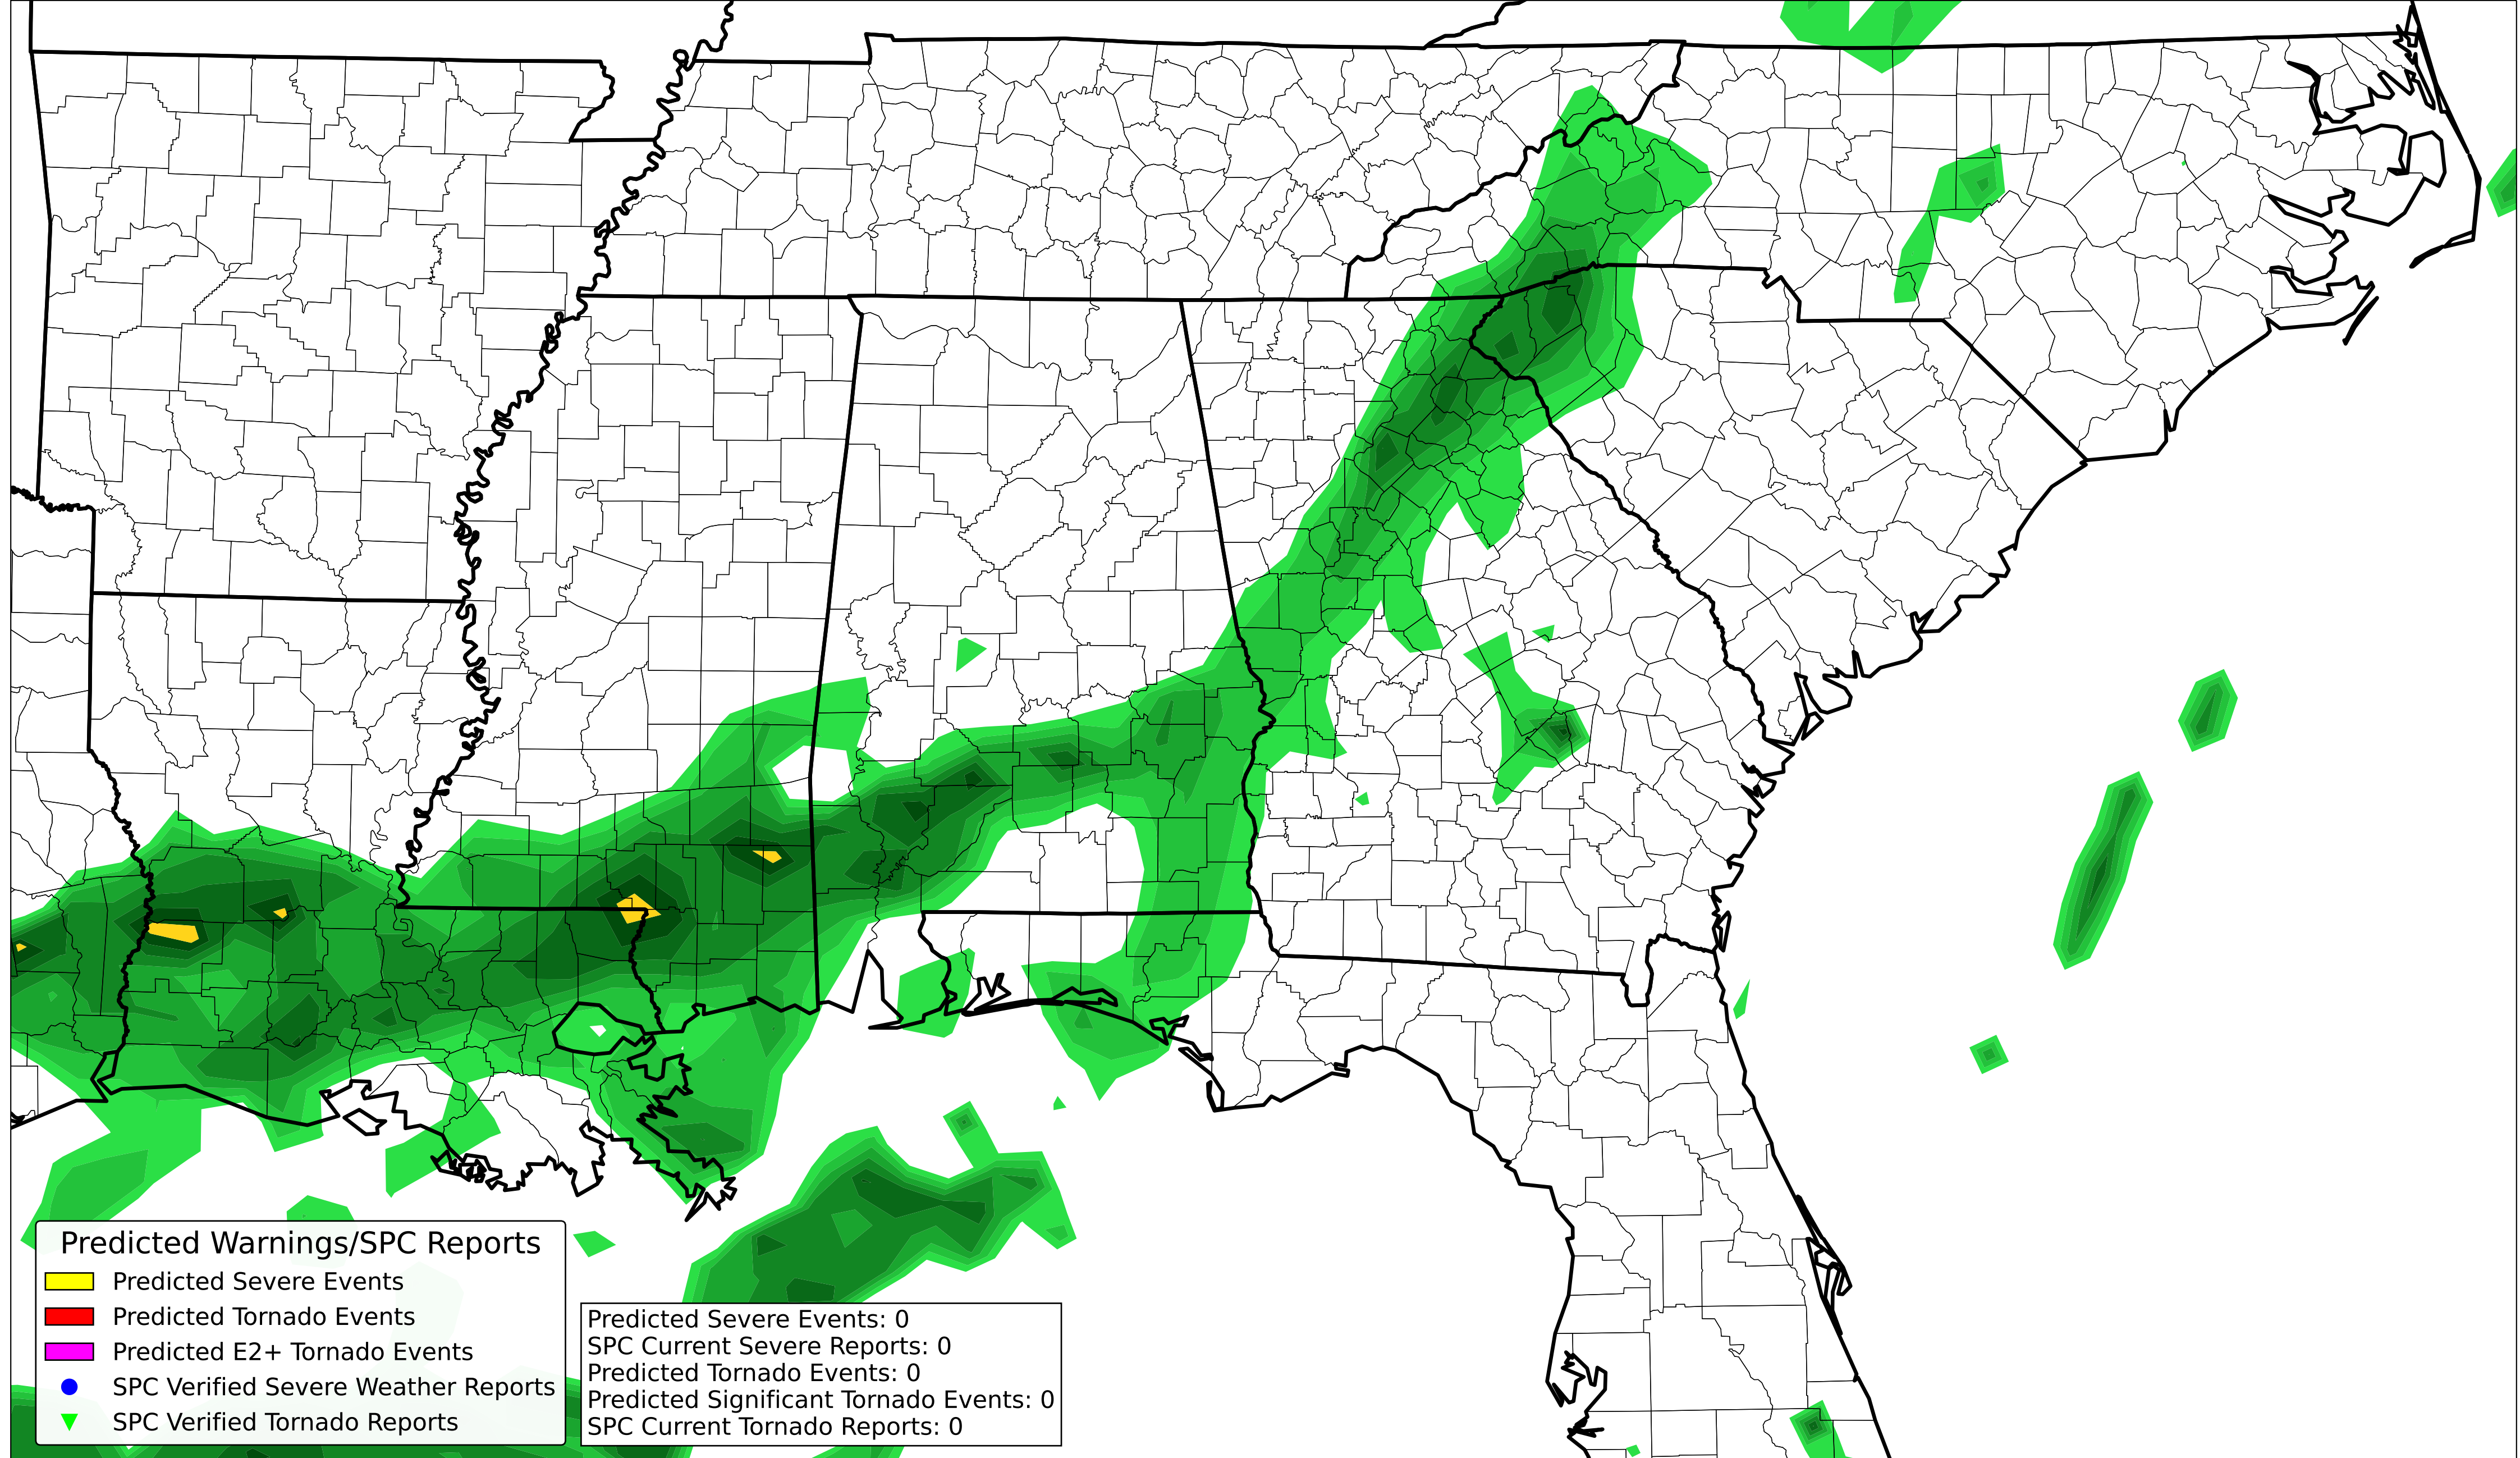 Predicted Warnings/SPC Reports
Predicted Severe Events
Predicted Tornado Events
Predicted E2+ Tornado Events
SPC Verified Severe Weather Reports
SPC Verified Tornado Reports
Predicted Severe Events: 0
SPC Current Severe Reports: 0
Predicted Tornado Events: 0
Predicted Significant Tornado Events: 0
SPC Current Tornado Reports: 0